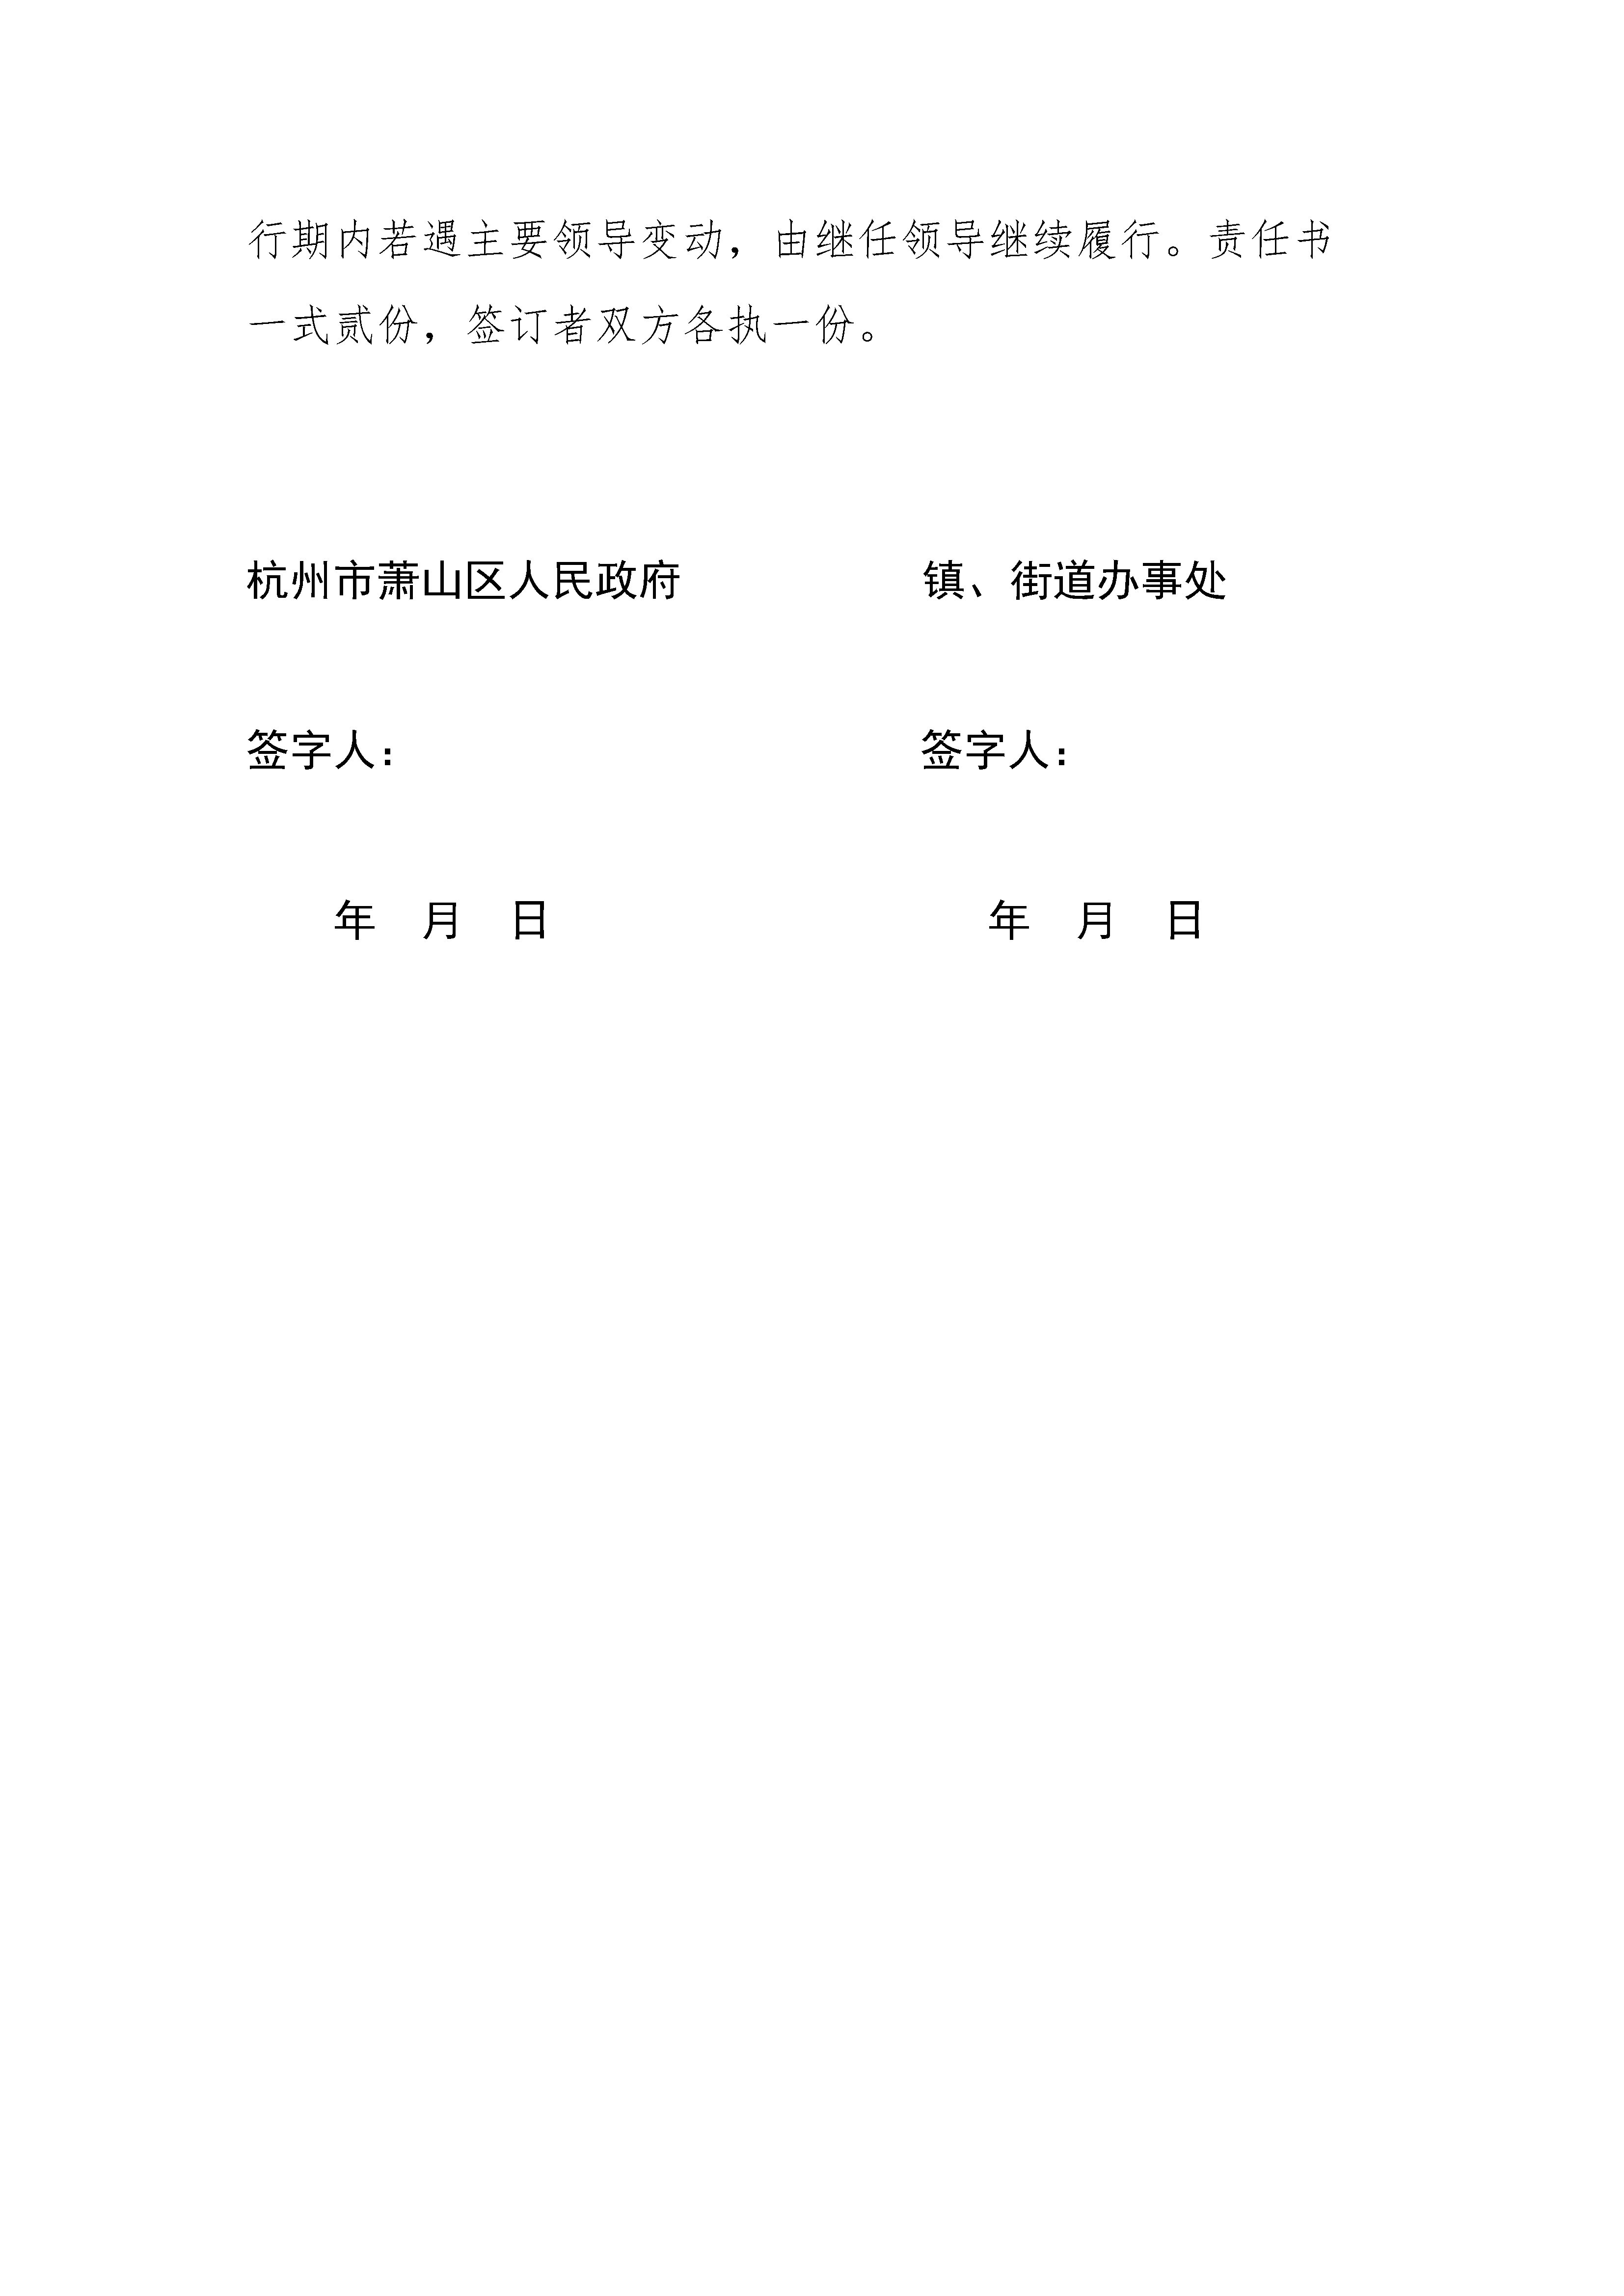 行期内若遇主要领导变动，由继任领导继续履行。责任书
一式贰份，签订者双方各执一份。
杭州市萧山区人民政府 镇、街道办事处
签字人： 签字人：
年 月 日 年 月 日